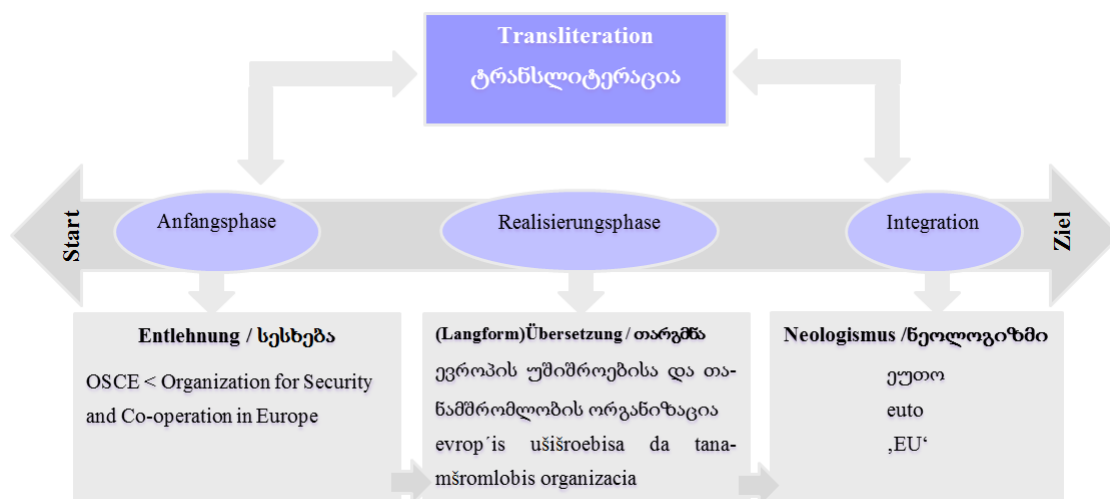 Transliteration
ტრანსლიტერაცია
Start
Anfangsphase
Realisierungsphase
Integration
Ziel
Entlehnung / სესხება
OSCE < Organization for Security
and Co-operation in Europe
(Langform)Übersetzung / თარგმნა
ევროპის უშიშროებისა და თა-
ნამშრომლობის ორგანიზაცია
evrop´is ušišroebisa da tana-
mšromlobis organizacia
Neologismus /ნეოლოგიზმი
ეუთო
euto
‚EU‘